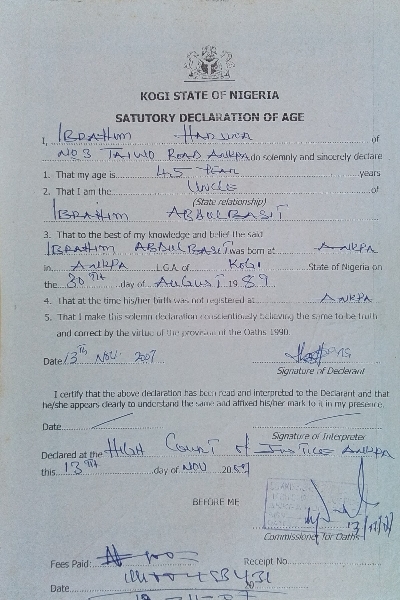 KOGI STATE OF NIGERIA
SATUTORY DECLARATION OF AGE
I, IBRAHIM of
NO 3 TAIWO ROAD ANKPA do solemnly and sincerely declare
1. That my age is 45 YEAR years
2. That I am the UNCLE of
(State relationship)
IBRAHIM ABDULBASIT
3. That to the best of my knowledge and belief the said
IBRAHIM ABDULBASIT was born at ANKPA
in ANKPA L.G.A. of KOGI State of Nigeria on
the 30TH day of AUGUST 1989
4. That at the time his/her birth was not registered at ANKPA
5. That I make this solemn declaration conscientiously believing the same to be truth
and correct by the virtue of the provision of the Oaths 1990.
Date 13th NOV. 2007
Signature of Declarant
I certify that the above declaration has been read and interpreted to the Declarant and that
he/she appears clearly to understand the same and affixed his/her mark to it in my presence.
Date
Signature of Interpreter
Declared at the HIGH COURT OF JUSTICE ANKPA
this 13TH day of NOV 20
BEFORE ME
Commissioner for Oaths
Fees Paid: Receipt No.
Date